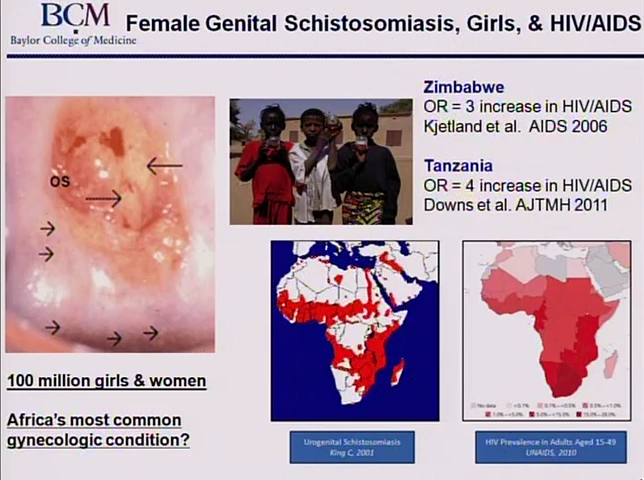 BCM
Baylor College of Medicine
Female Genital Schistosomiasis, Girls, & HIV/AIDS
Zimbabwe
OR = 3 increase in HIV/AIDS
Kjetland et al. AIDS 2006
Tanzania
OR = 4 increase in HIV/AIDS
Downs et al. AJTMH 2011
os
100 million girls & women
Africa's most common
gynecologic condition?
Urogenital Schistosomiasis
King C, 2001
No data
HIV Prevalence in Adults Aged 15-49
UNAIDS, 2010